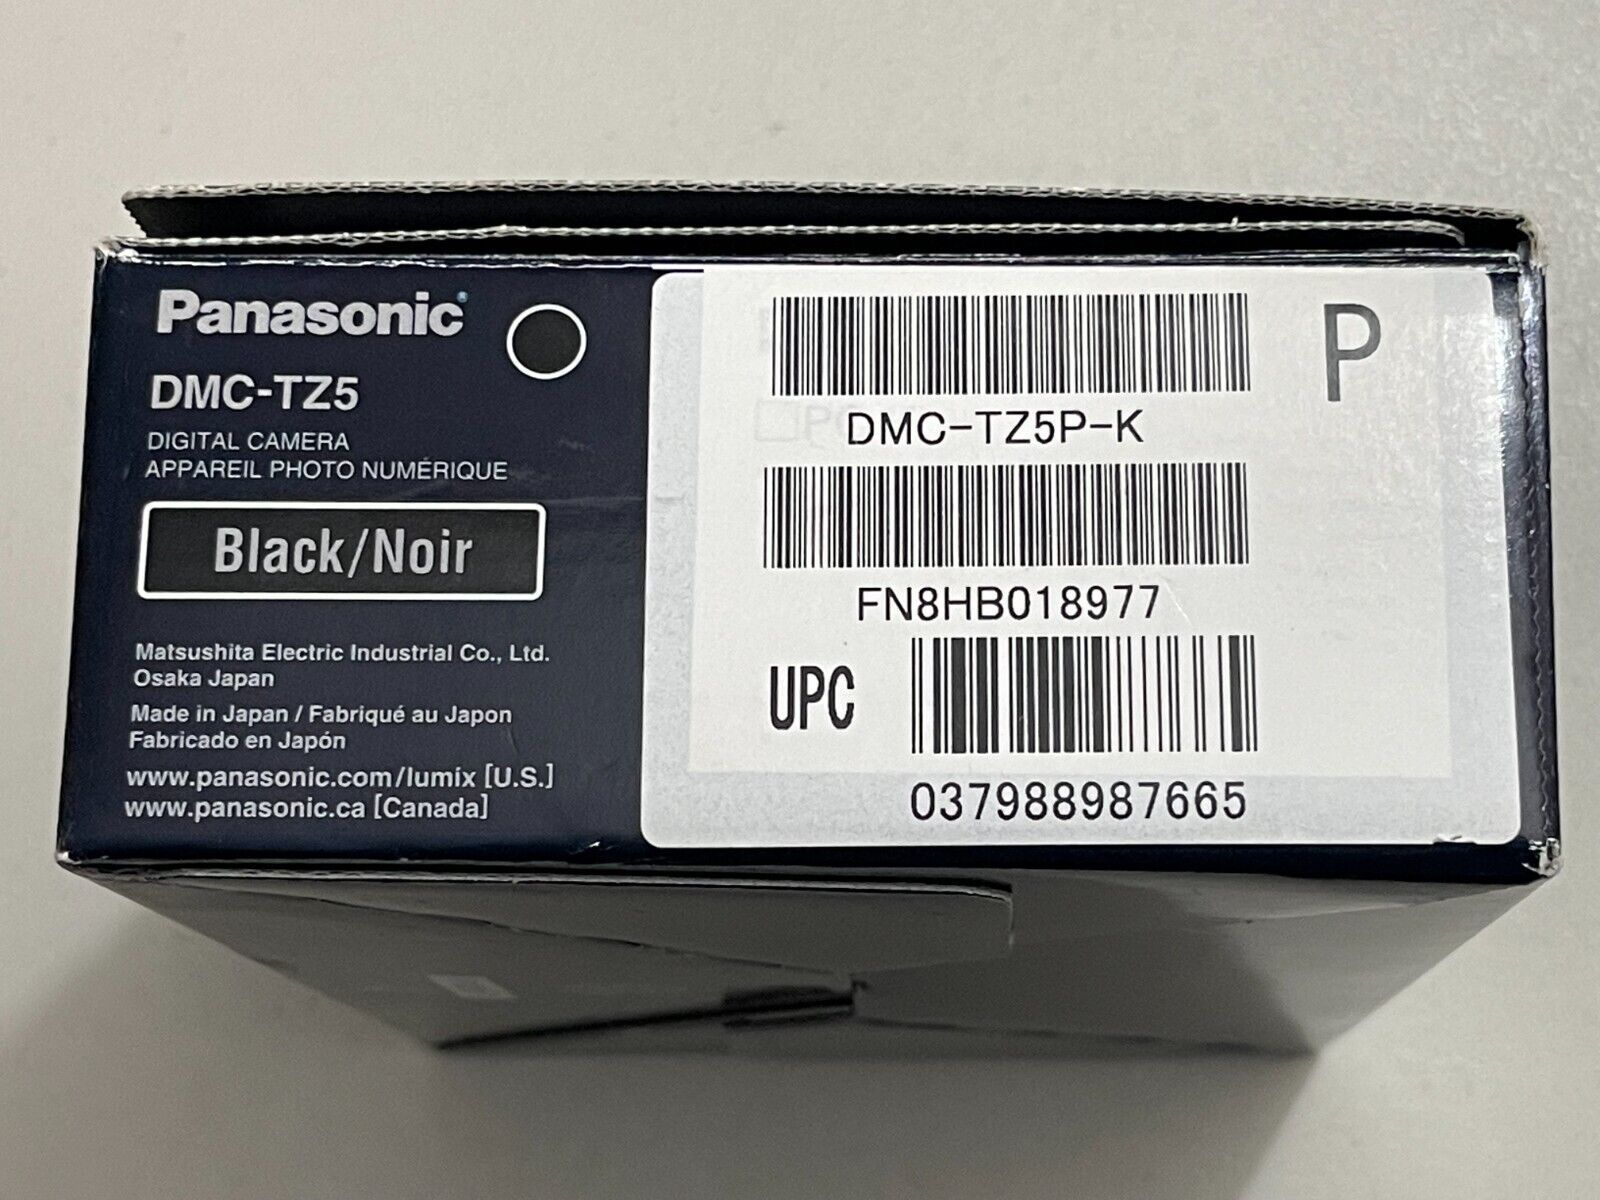 Panasonic®
DMC-TZ5
DIGITAL CAMERA
APPAREIL PHOTO NUMÉRIQUE
Black/Noir
Matsushita Electric Industrial Co., Ltd.
Osaka Japan
Made in Japan / Fabriqué au Japon
Fabricado en Japón
www.panasonic.com/lumix [U.S.]
www.panasonic.ca [Canada]
P
DMC-TZ5P-K
FN8HB018977
UPC
037988987665